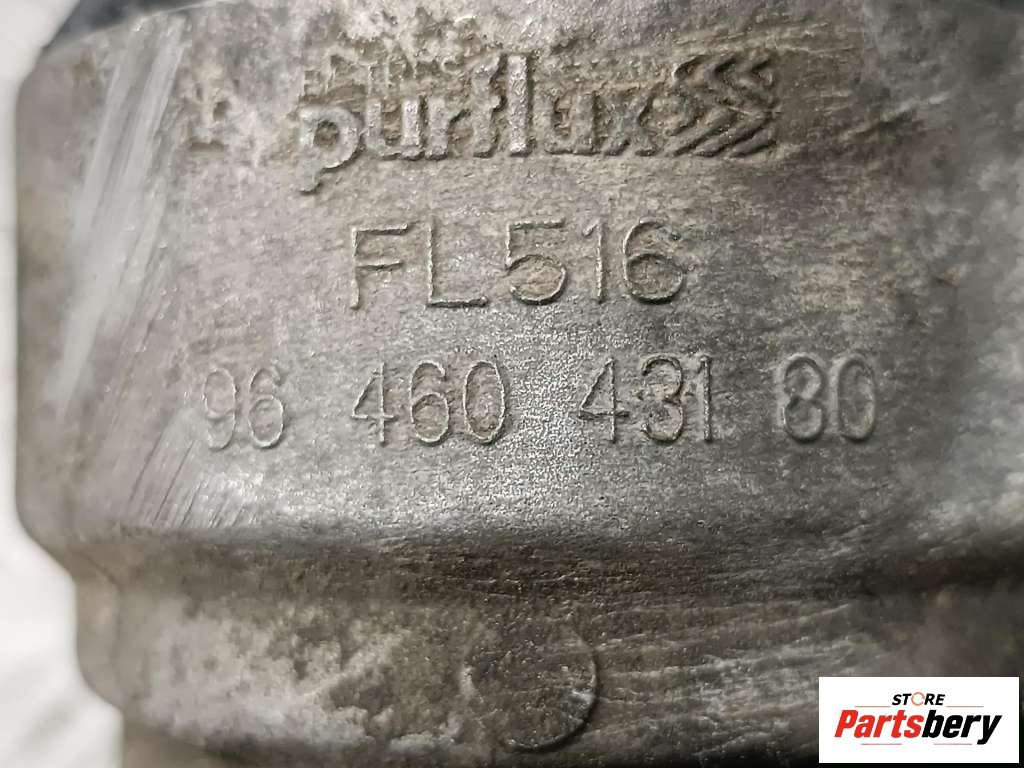 purflux
FL516
96 460 431 80
STORE
Partsbery